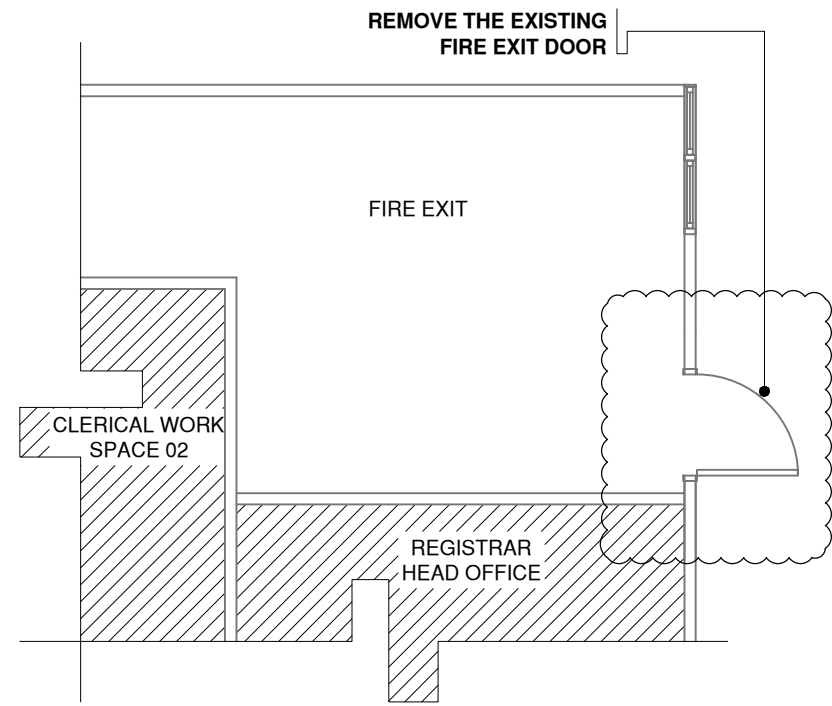 REMOVE THE EXISTING
FIRE EXIT DOOR
FIRE EXIT
CLERICAL WORK
SPACE 02
REGISTRAR
HEAD OFFICE